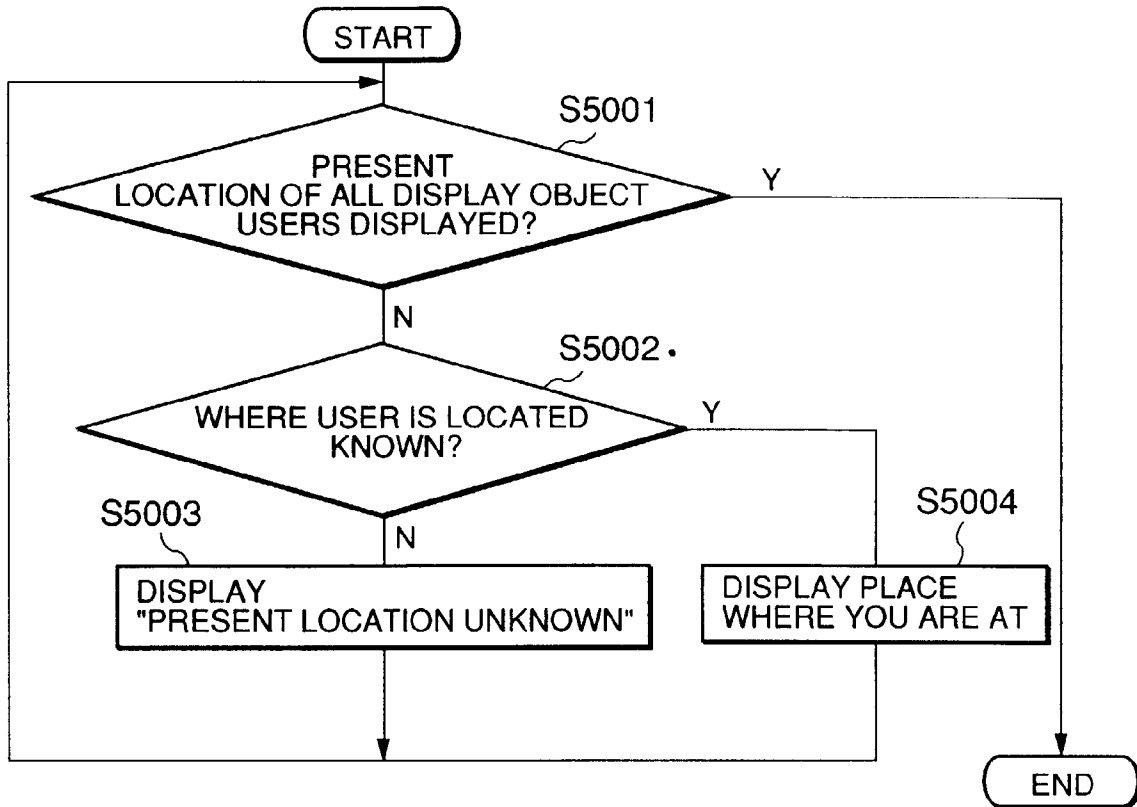 START
S5001
PRESENT
LOCATION OF ALL DISPLAY OBJECT
USERS DISPLAYED?
Y
N
S5002
WHERE USER IS LOCATED
KNOWN?
Y
N
S5003
DISPLAY
"PRESENT LOCATION UNKNOWN"
S5004
DISPLAY PLACE
WHERE YOU ARE AT
END